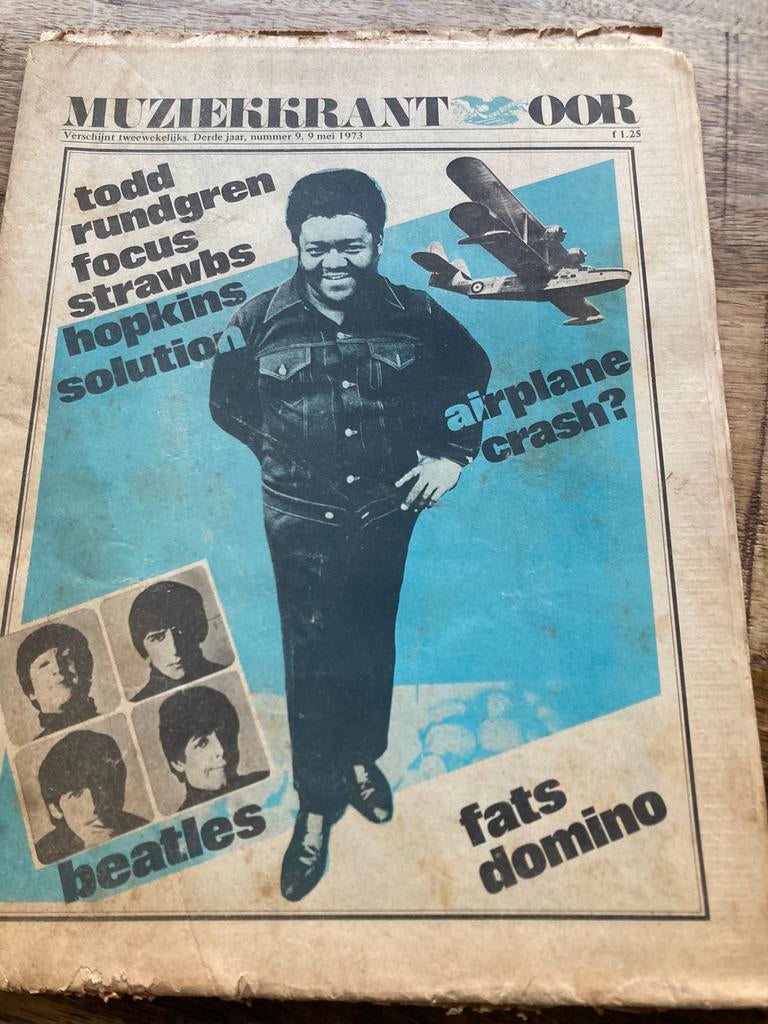 MUZIEKKRANT OOR
Verschijnt tweewekelijks. Derde jaar, nummer 9, 9 mei 1973
f 1.25
todd
rundgren
focus
strawbs
hopkins
solution
airplane
crash?
beatles
fats
domino